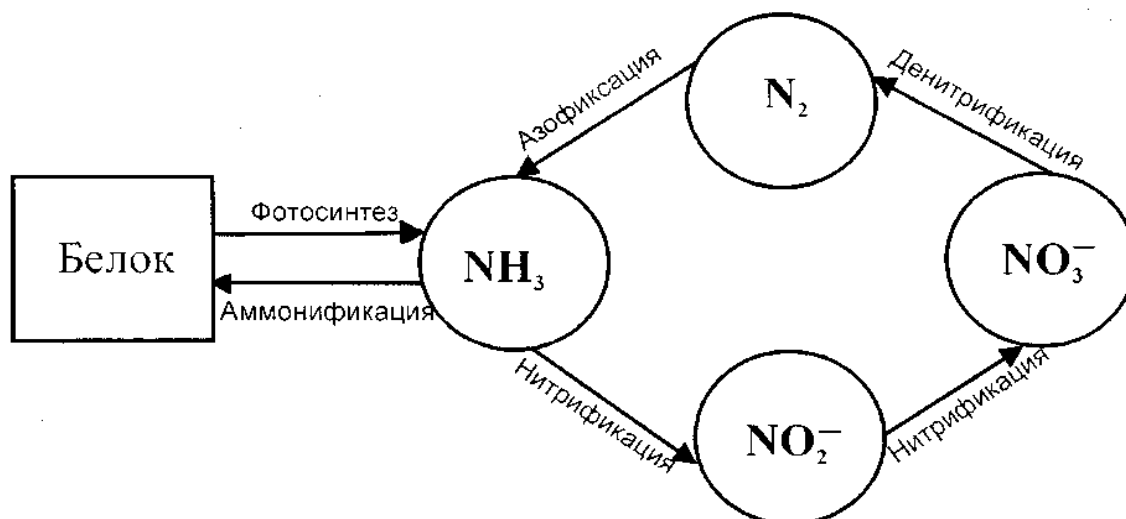 Азофиксация
N₂
Денитрификация
Белок
Фотосинтез
Аммонификация
NH₃
NO₃⁻
Нитрификация
NO₂⁻
Нитрификация